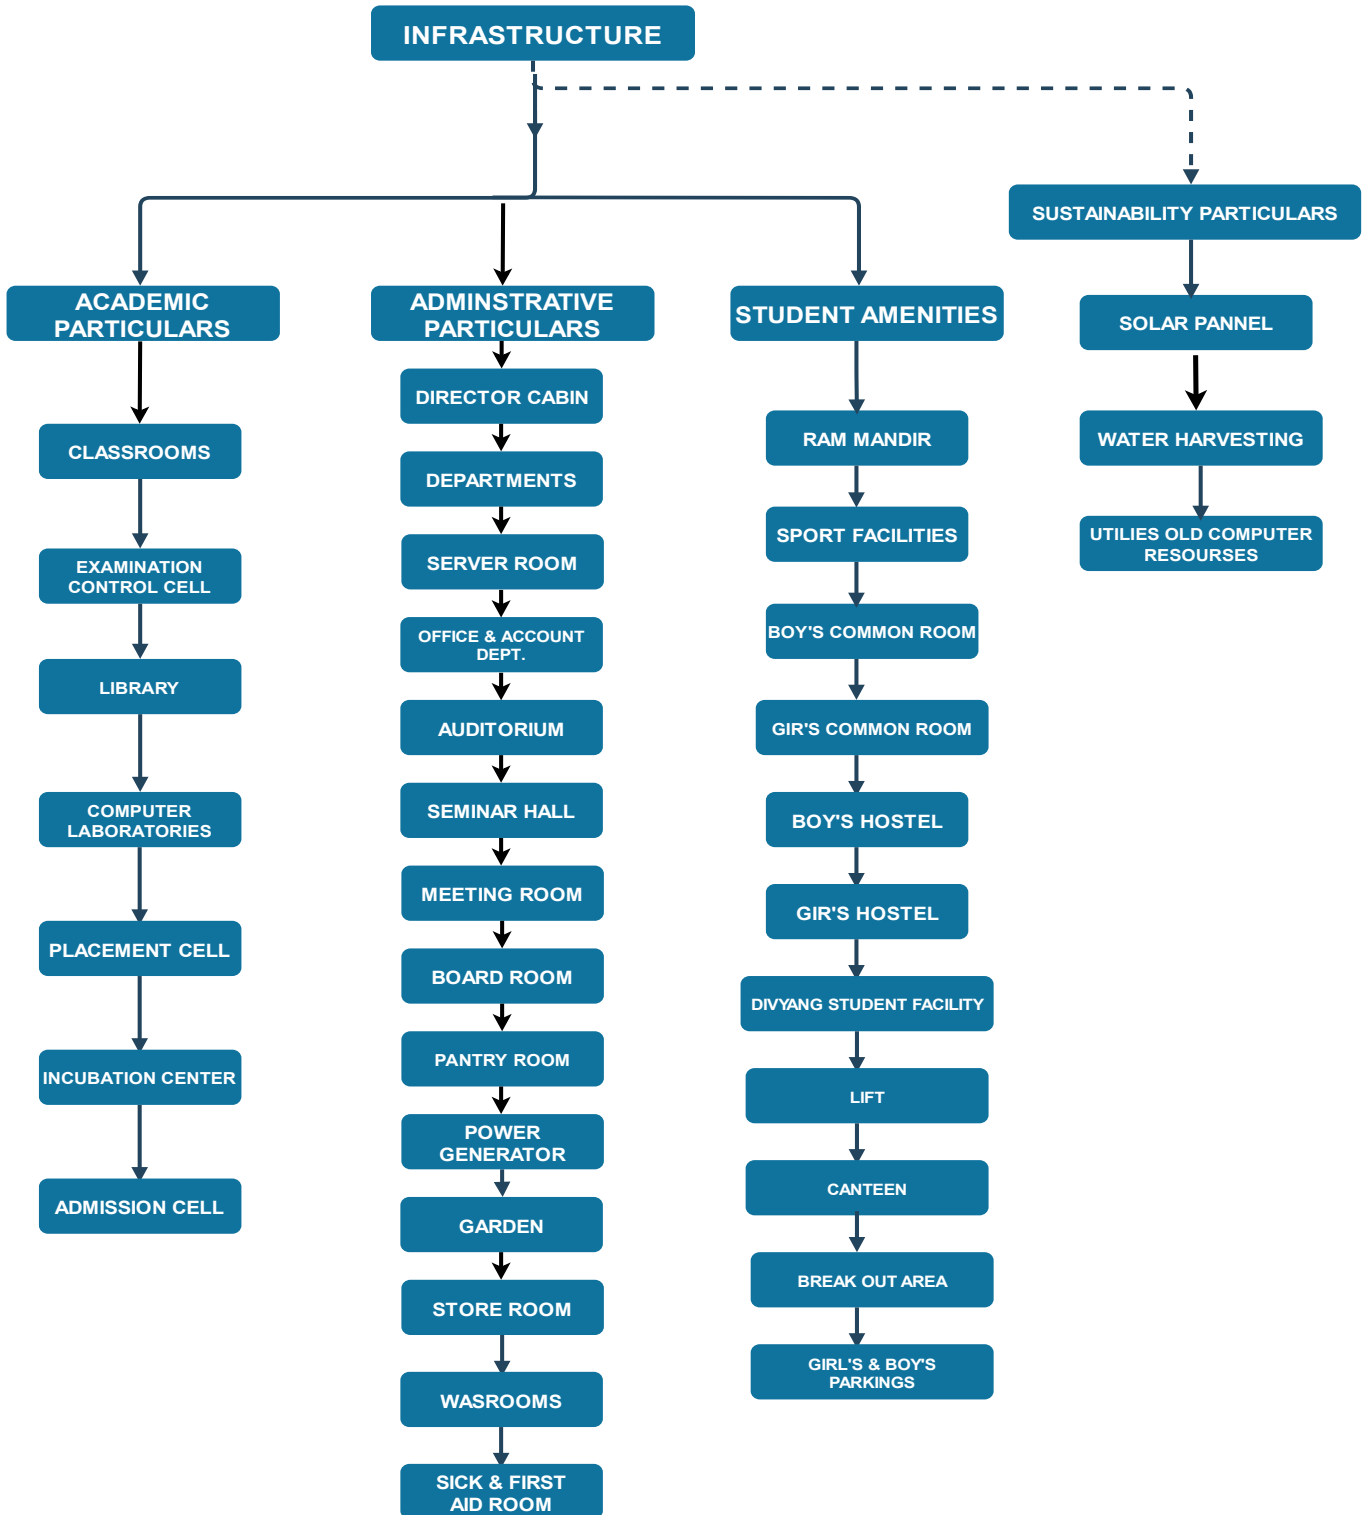 INFRASTRUCTURE
SUSTAINABILITY PARTICULARS
SOLAR PANNEL
WATER HARVESTING
UTILIES OLD COMPUTER
RESOURSES
ACADEMIC
PARTICULARS
CLASSROOMS
EXAMINATION
CONTROL CELL
LIBRARY
COMPUTER
LABORATORIES
PLACEMENT CELL
INCUBATION CENTER
ADMISSION CELL
ADMINSTRATIVE
PARTICULARS
DIRECTOR CABIN
DEPARTMENTS
SERVER ROOM
OFFICE & ACCOUNT
DEPT.
AUDITORIUM
SEMINAR HALL
MEETING ROOM
BOARD ROOM
PANTRY ROOM
POWER
GENERATOR
GARDEN
STORE ROOM
WASROOMS
SICK & FIRST
AID ROOM
STUDENT AMENITIES
RAM MANDIR
SPORT FACILITIES
BOY'S COMMON ROOM
GIR'S COMMON ROOM
BOY'S HOSTEL
GIR'S HOSTEL
DIVYANG STUDENT FACILITY
LIFT
CANTEEN
BREAK OUT AREA
GIRL'S & BOY'S
PARKINGS